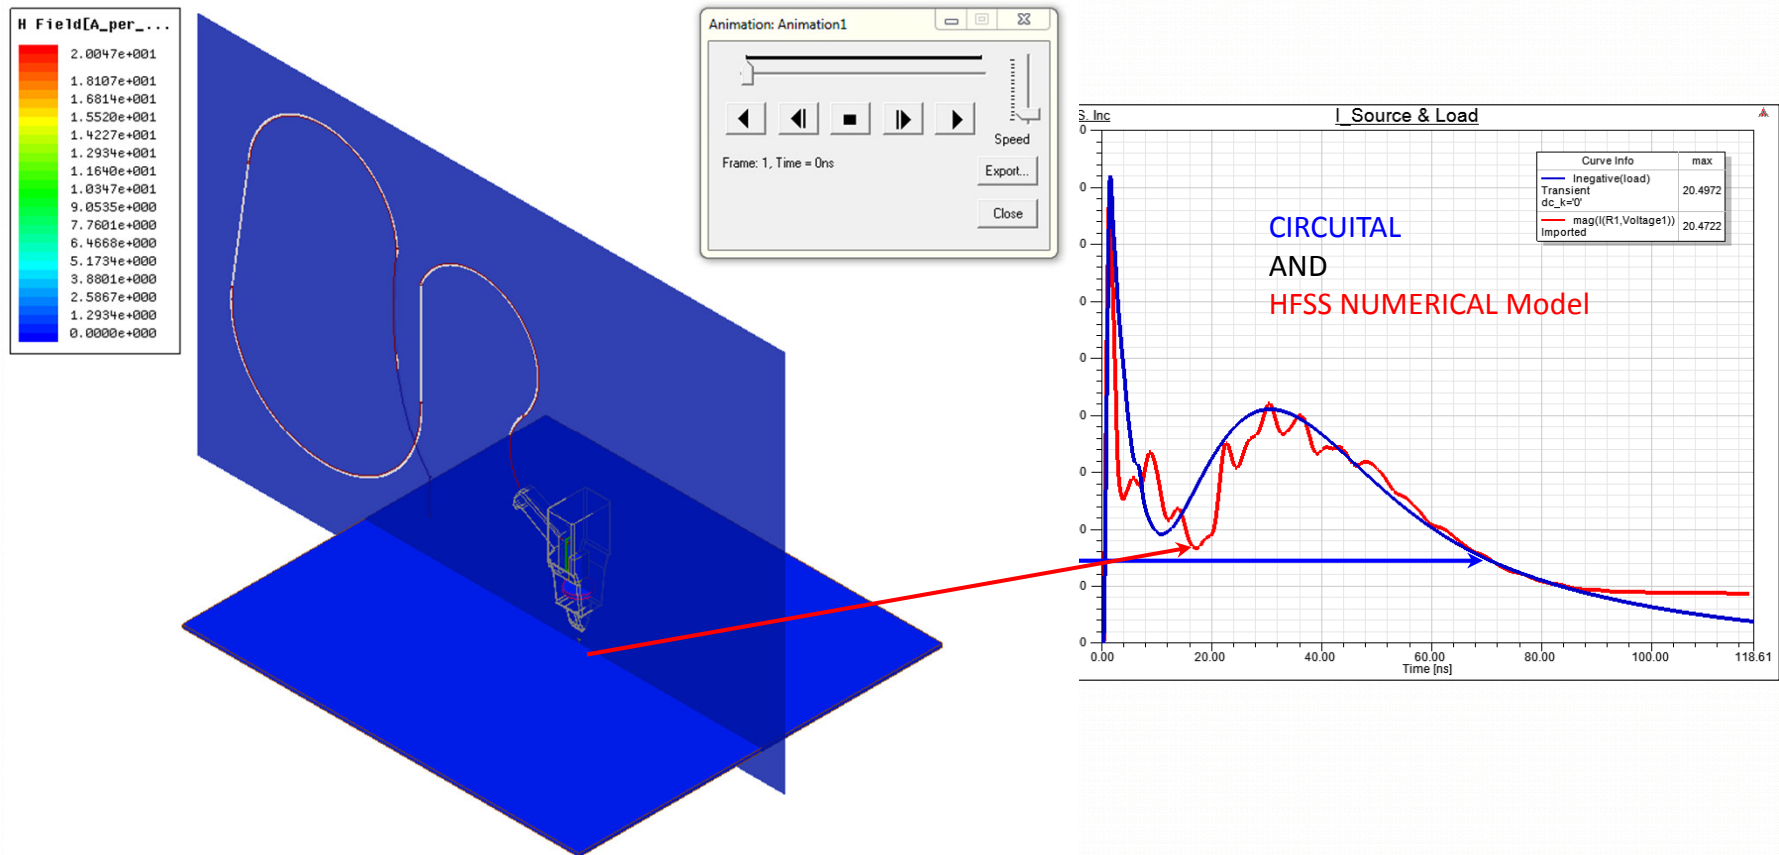 H Field[A_per_...
2.0047e+001
1.8107e+001
1.6814e+001
1.5520e+001
1.4227e+001
1.2934e+001
1.1640e+001
1.0347e+001
9.0535e+000
7.7601e+000
6.4668e+000
5.1734e+000
3.8801e+000
2.5867e+000
1.2934e+000
0.0000e+000
Animation: Animation1
Speed
Frame: 1, Time = 0ns
Export...
Close
S. Inc
I_Source & Load
Curve Info
max
Inegative(load)
Transient
dc_k='0'
20.4972
mag(I(R1,Voltage1))
Imported
20.4722
CIRCUITAL
AND
HFSS NUMERICAL Model
0
0
0
0
0
0
0
0
0
0
0.00
20.00
40.00
60.00
80.00
100.00
118.61
Time [ns]